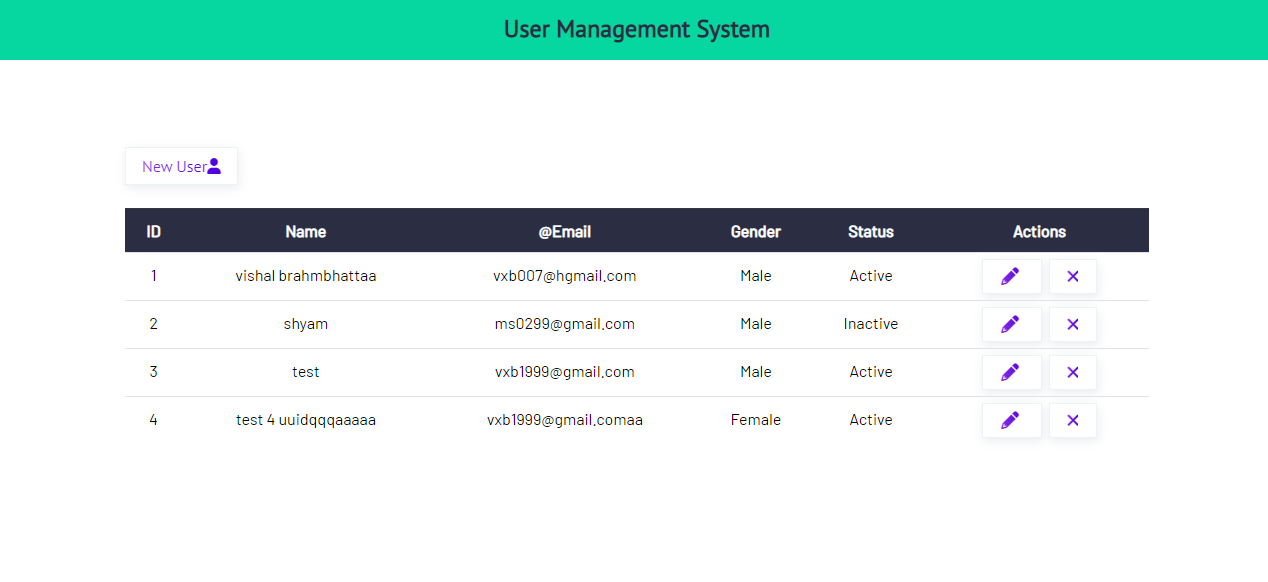 User Management System
New User
ID Name @Email Gender Status Actions
1 vishal brahmbhattaa vxb007@hgmail.com Male Active
2 shyam ms0299@gmail.com Male Inactive
3 test vxb1999@gmail.com Male Active
4 test 4 uuidqqqaaaaa vxb1999@gmail.comaa Female Active